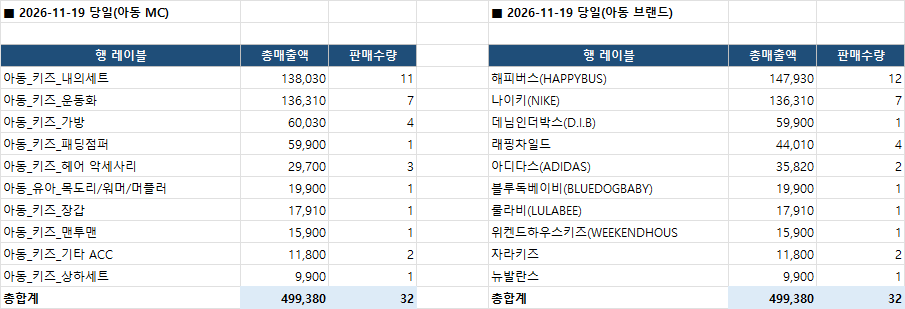 ■ 2026-11-19 당일(아동 MC)
행 레이블 총매출액 판매수량
아동_키즈_내의세트 138,030 11
아동_키즈_운동화 136,310 7
아동_키즈_가방 60,030 4
아동_키즈_패딩점퍼 59,900 1
아동_키즈_헤어 악세사리 29,700 3
아동_유아_목도리/워머/머플러 19,900 1
아동_키즈_장갑 17,910 1
아동_키즈_맨투맨 15,900 1
아동_키즈_기타 ACC 11,800 2
아동_키즈_상하세트 9,900 1
총합계 499,380 32
■ 2026-11-19 당일(아동 브랜드)
행 레이블 총매출액 판매수량
해피버스(HAPPYBUS) 147,930 12
나이키(NIKE) 136,310 7
데님인더박스(D.I.B) 59,900 1
래핑차일드 44,010 4
아디다스(ADIDAS) 35,820 2
블루독베이비(BLUEDOGBABY) 19,900 1
룰라비(LULABEE) 17,910 1
위켄드하우스키즈(WEEKENDHOUS 15,900 1
자라키즈 11,800 2
뉴발란스 9,900 1
총합계 499,380 32